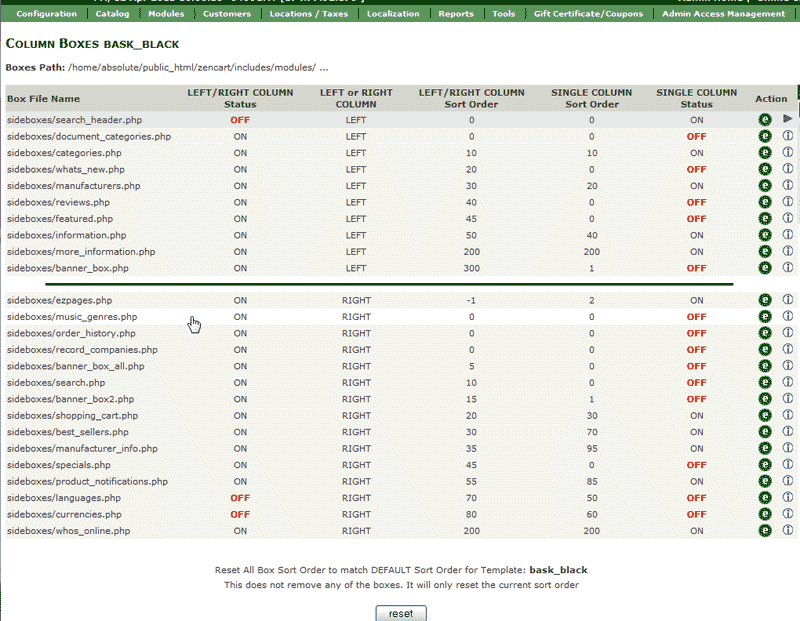 Configuration Catalog Modules Customers Locations / Taxes Localization Reports Tools Gift Certificate/Coupons Admin Access Management
COLUMN BOXES BASK_BLACK
Boxes Path: /home/absolute/public_html/zencart/includes/modules/ ...
Box File Name LEFT/RIGHT COLUMN Status LEFT or RIGHT COLUMN LEFT/RIGHT COLUMN Sort Order SINGLE COLUMN Sort Order SINGLE COLUMN Status Action
sideboxes/search_header.php OFF LEFT 0 0 ON
sideboxes/document_categories.php ON LEFT 0 0 OFF
sideboxes/categories.php ON LEFT 10 10 ON
sideboxes/whats_new.php ON LEFT 20 0 OFF
sideboxes/manufacturers.php ON LEFT 30 20 ON
sideboxes/reviews.php ON LEFT 40 0 OFF
sideboxes/featured.php ON LEFT 45 0 OFF
sideboxes/information.php ON LEFT 50 40 ON
sideboxes/more_information.php ON LEFT 200 200 ON
sideboxes/banner_box.php ON LEFT 300 1 OFF
sideboxes/ezpages.php ON RIGHT -1 2 ON
sideboxes/music_genres.php ON RIGHT 0 0 OFF
sideboxes/order_history.php ON RIGHT 0 0 OFF
sideboxes/record_companies.php ON RIGHT 0 0 OFF
sideboxes/banner_box_all.php ON RIGHT 5 0 OFF
sideboxes/search.php ON RIGHT 10 0 OFF
sideboxes/banner_box2.php ON RIGHT 15 1 OFF
sideboxes/shopping_cart.php ON RIGHT 20 30 ON
sideboxes/best_sellers.php ON RIGHT 30 70 ON
sideboxes/manufacturer_info.php ON RIGHT 35 95 ON
sideboxes/specials.php ON RIGHT 45 0 OFF
sideboxes/product_notifications.php ON RIGHT 55 85 ON
sideboxes/languages.php OFF RIGHT 70 50 OFF
sideboxes/currencies.php OFF RIGHT 80 60 OFF
sideboxes/whos_online.php ON RIGHT 200 200 ON
Reset All Box Sort Order to match DEFAULT Sort Order for Template: bask_black
This does not remove any of the boxes. It will only reset the current sort order
reset